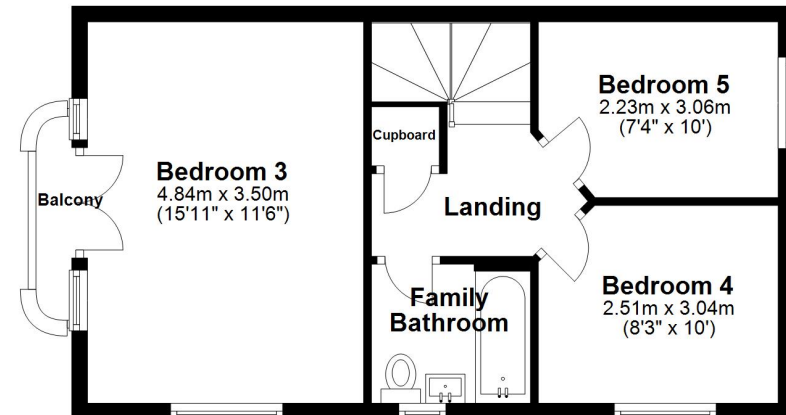 Bedroom 3
4.84m x 3.50m
(15'11" x 11'6")
Balcony
Cupboard
Landing
Family
Bathroom
Bedroom 5
2.23m x 3.06m
(7'4" x 10')
Bedroom 4
2.51m x 3.04m
(8'3" x 10')